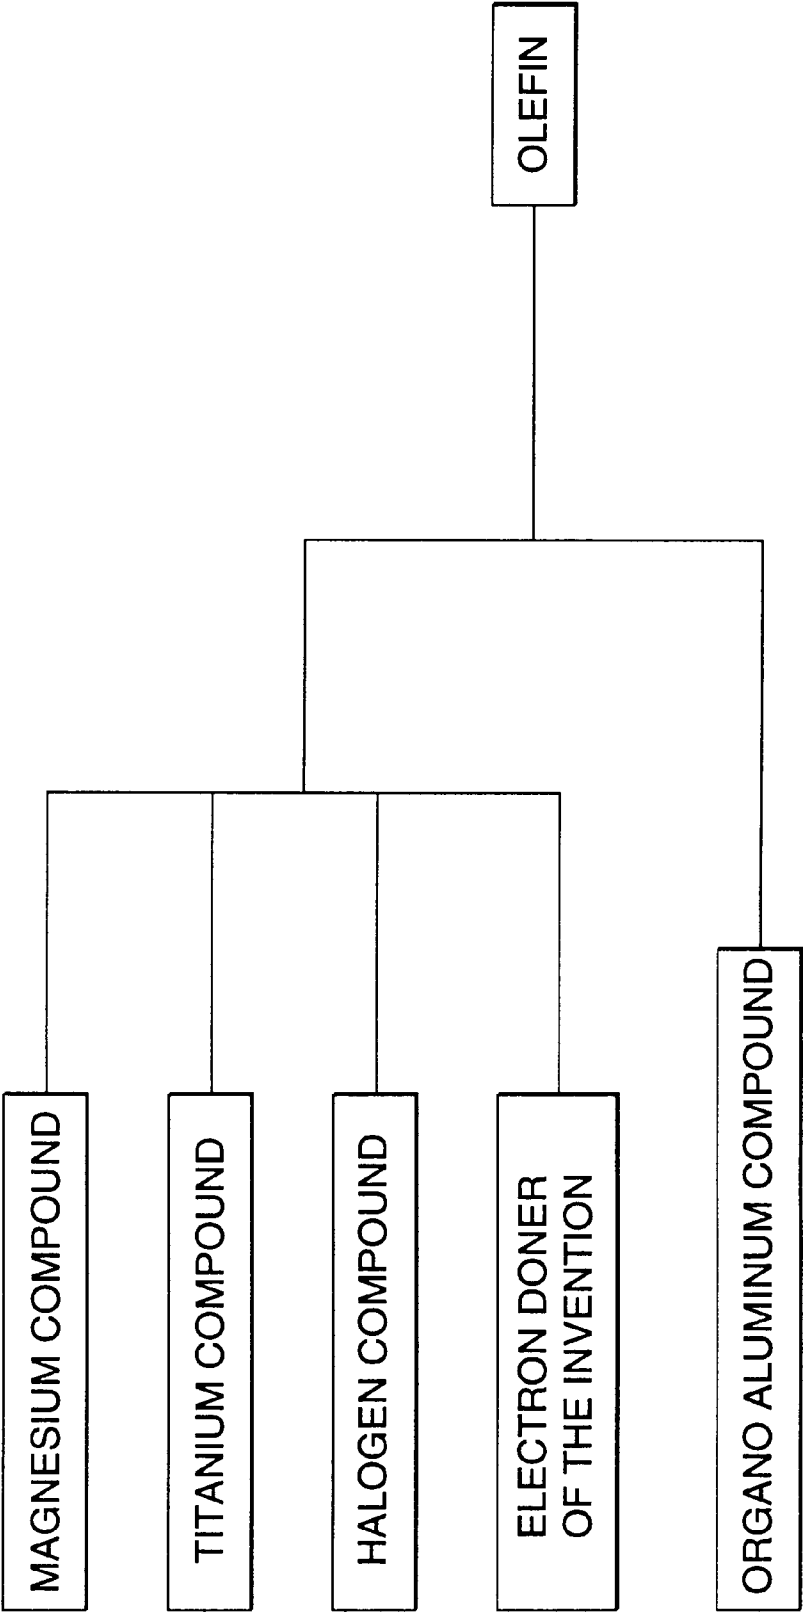 MAGNESIUM COMPOUND
TITANIUM COMPOUND
HALOGEN COMPOUND
ELECTRON DONER
OF THE INVENTION
ORGANO ALUMINUM COMPOUND
OLEFIN